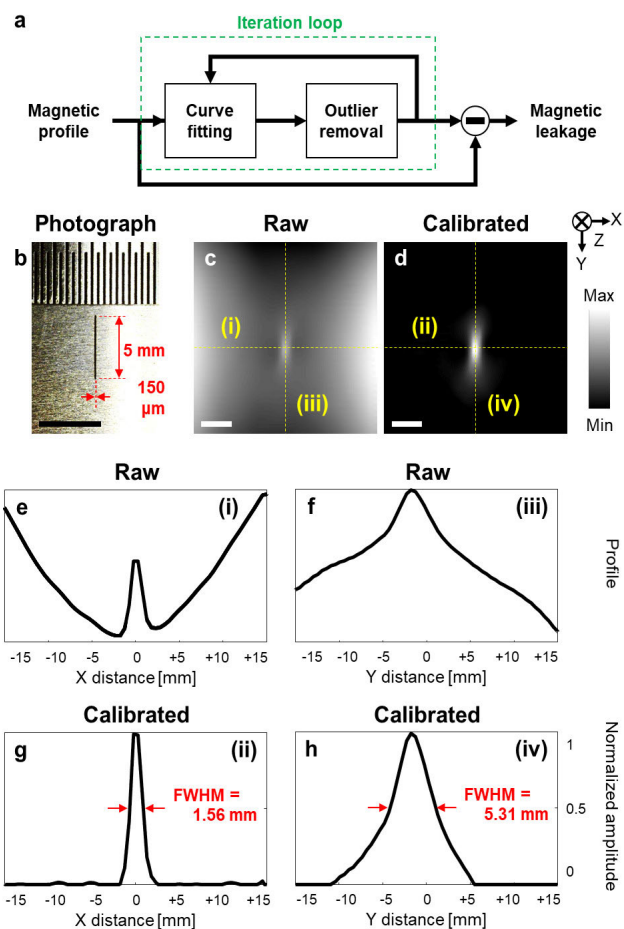 a
Iteration loop
Magnetic profile
Curve fitting
Outlier removal
Magnetic leakage
Photograph
Raw
Calibrated
X
Z
Y
b
5 mm
150 µm
c
(i)
(iii)
d
(ii)
(iv)
Max
Min
Raw
e
(i)
-15 -10 -5 0 +5 +10 +15
X distance [mm]
Raw
f
(iii)
-15 -10 -5 0 +5 +10 +15
Y distance [mm]
Profile
Calibrated
g
(ii)
FWHM =
1.56 mm
-15 -10 -5 0 +5 +10 +15
X distance [mm]
Calibrated
h
(iv)
FWHM =
5.31 mm
-15 -10 -5 0 +5 +10 +15
Y distance [mm]
1
0.5
0
Normalized amplitude